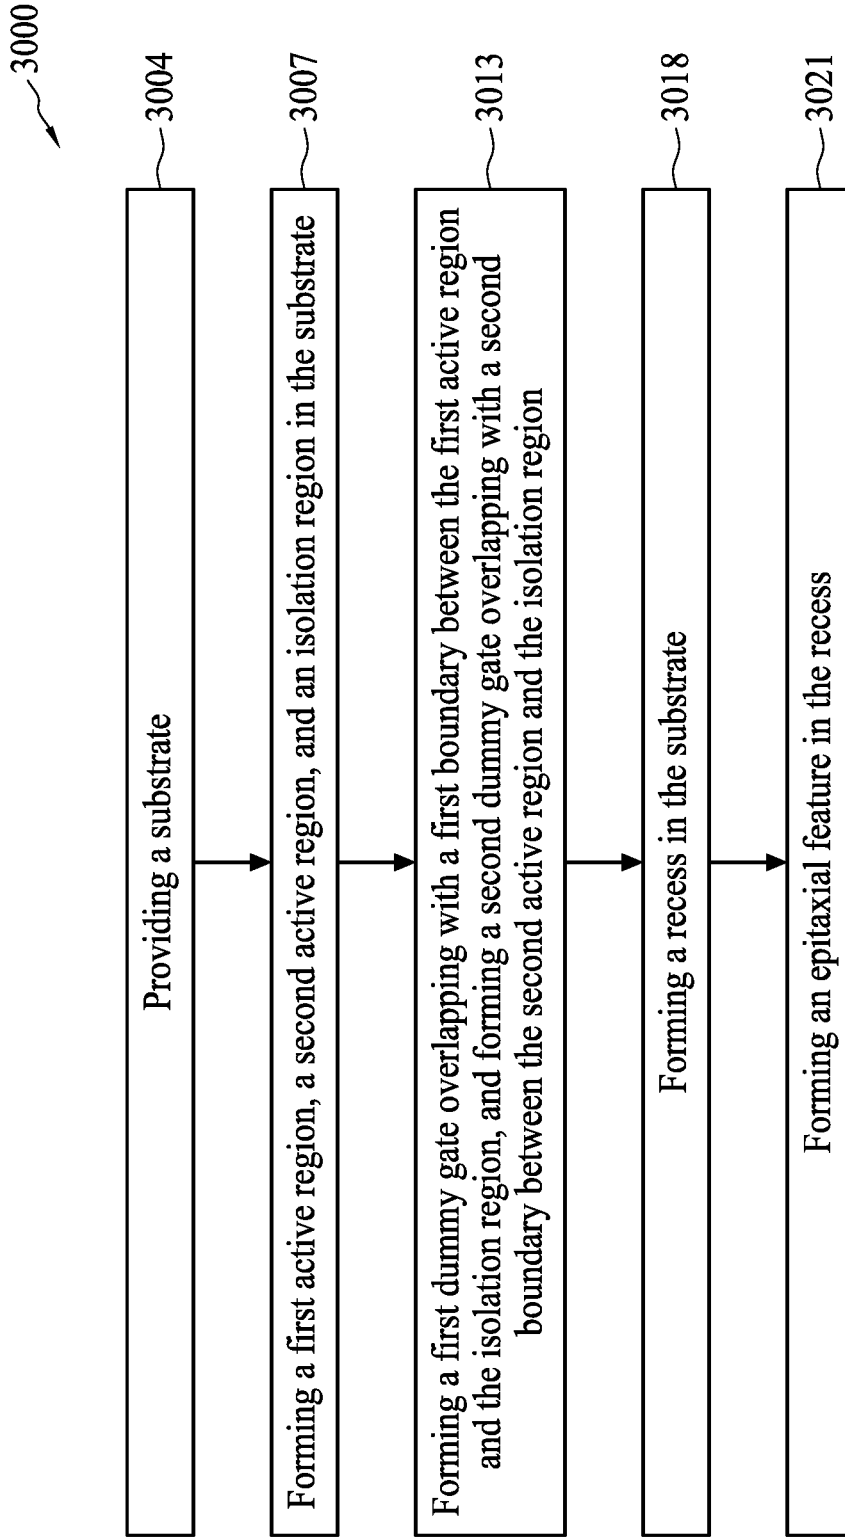 3000
Providing a substrate
3004
Forming a first active region, a second active region, and an isolation region in the substrate
3007
Forming a first dummy gate overlapping with a first boundary between the first active region
and the isolation region, and forming a second dummy gate overlapping with a second
boundary between the second active region and the isolation region
3013
Forming a recess in the substrate
3018
Forming an epitaxial feature in the recess
3021